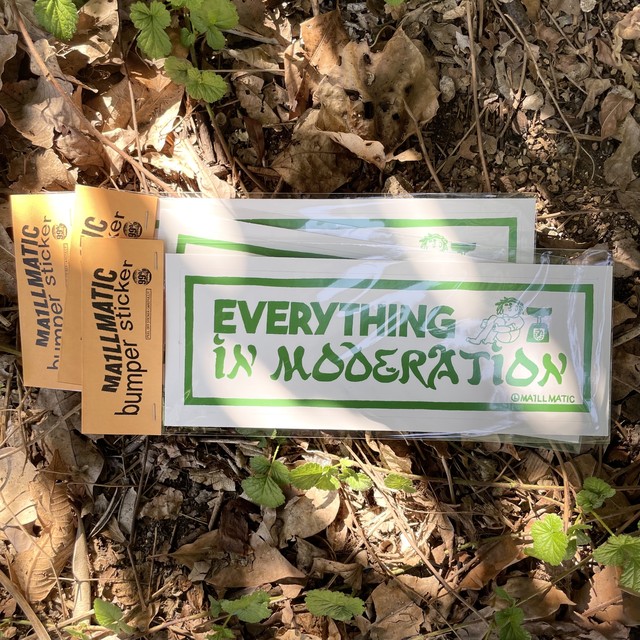 MA1LLMATIC
bumper sticker
MA1LLMATIC
bumper sticker
EVERYTHING
iN MODERATION
©MA1LLMATIC